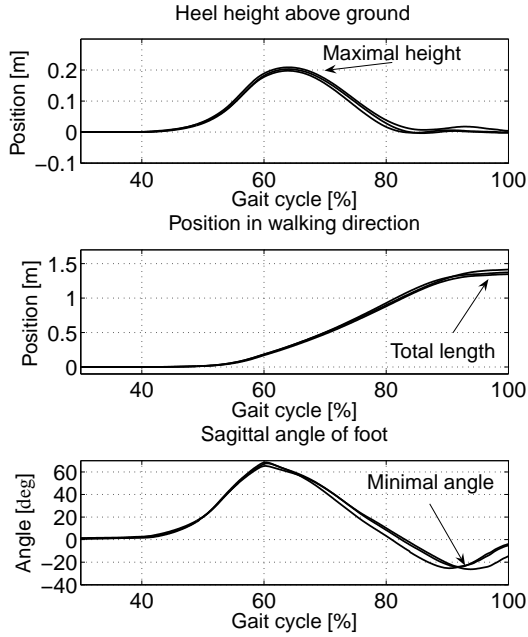 Heel height above ground
Maximal height
Position [m]
0.2
0.1
0
−0.1
40 60 80 100
Gait cycle [%]
Position in walking direction
Position [m]
1.5
1
0.5
0
Total length
40 60 80 100
Gait cycle [%]
Sagittal angle of foot
Angle [deg]
60
40
20
0
−20
−40
Minimal angle
40 60 80 100
Gait cycle [%]